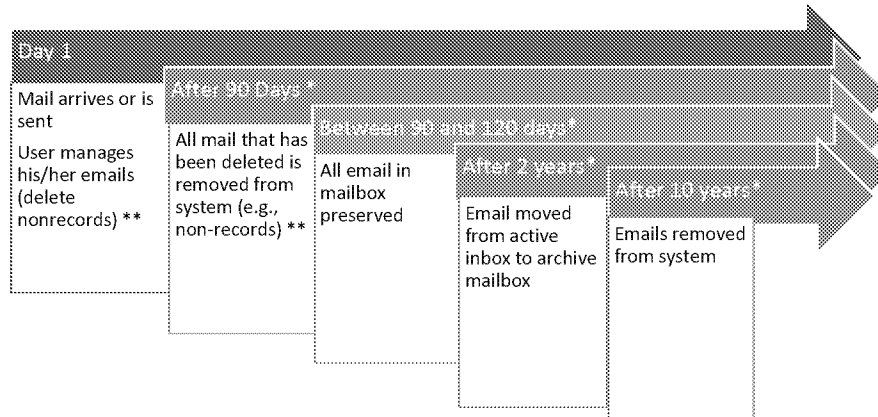 Day 1
Mail arrives or is
sent
User manages
his/her emails
(delete
nonrecords) **
After 90 Days *
All mail that has
been deleted is
removed from
system (e.g.,
non-records) **
Between 90 and 120 days*
All email in
mailbox
preserved
After 2 years*
Email moved
from active
inbox to archive
mailbox
After 10 years*
Emails removed
from system